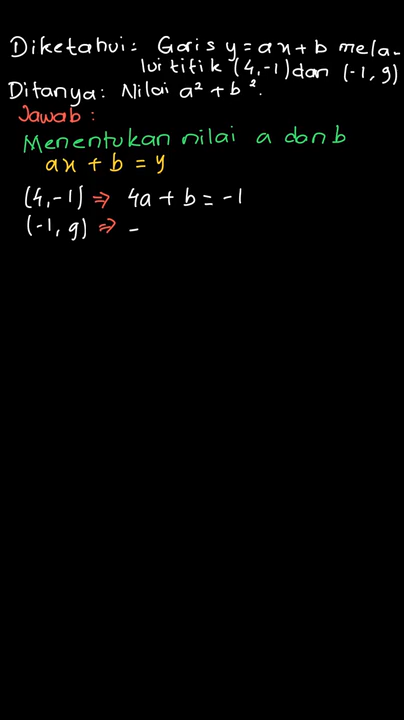 Diketahui: Garis y = ax + b mela-
lui titik (4,-1) dan (-1, 9)
Ditanya: Nilai a² + b².
Jawab:
Menentukan nilai a dan b
ax + b = y
(4,-1) ⇒ 4a + b = -1
(-1, 9) ⇒ -